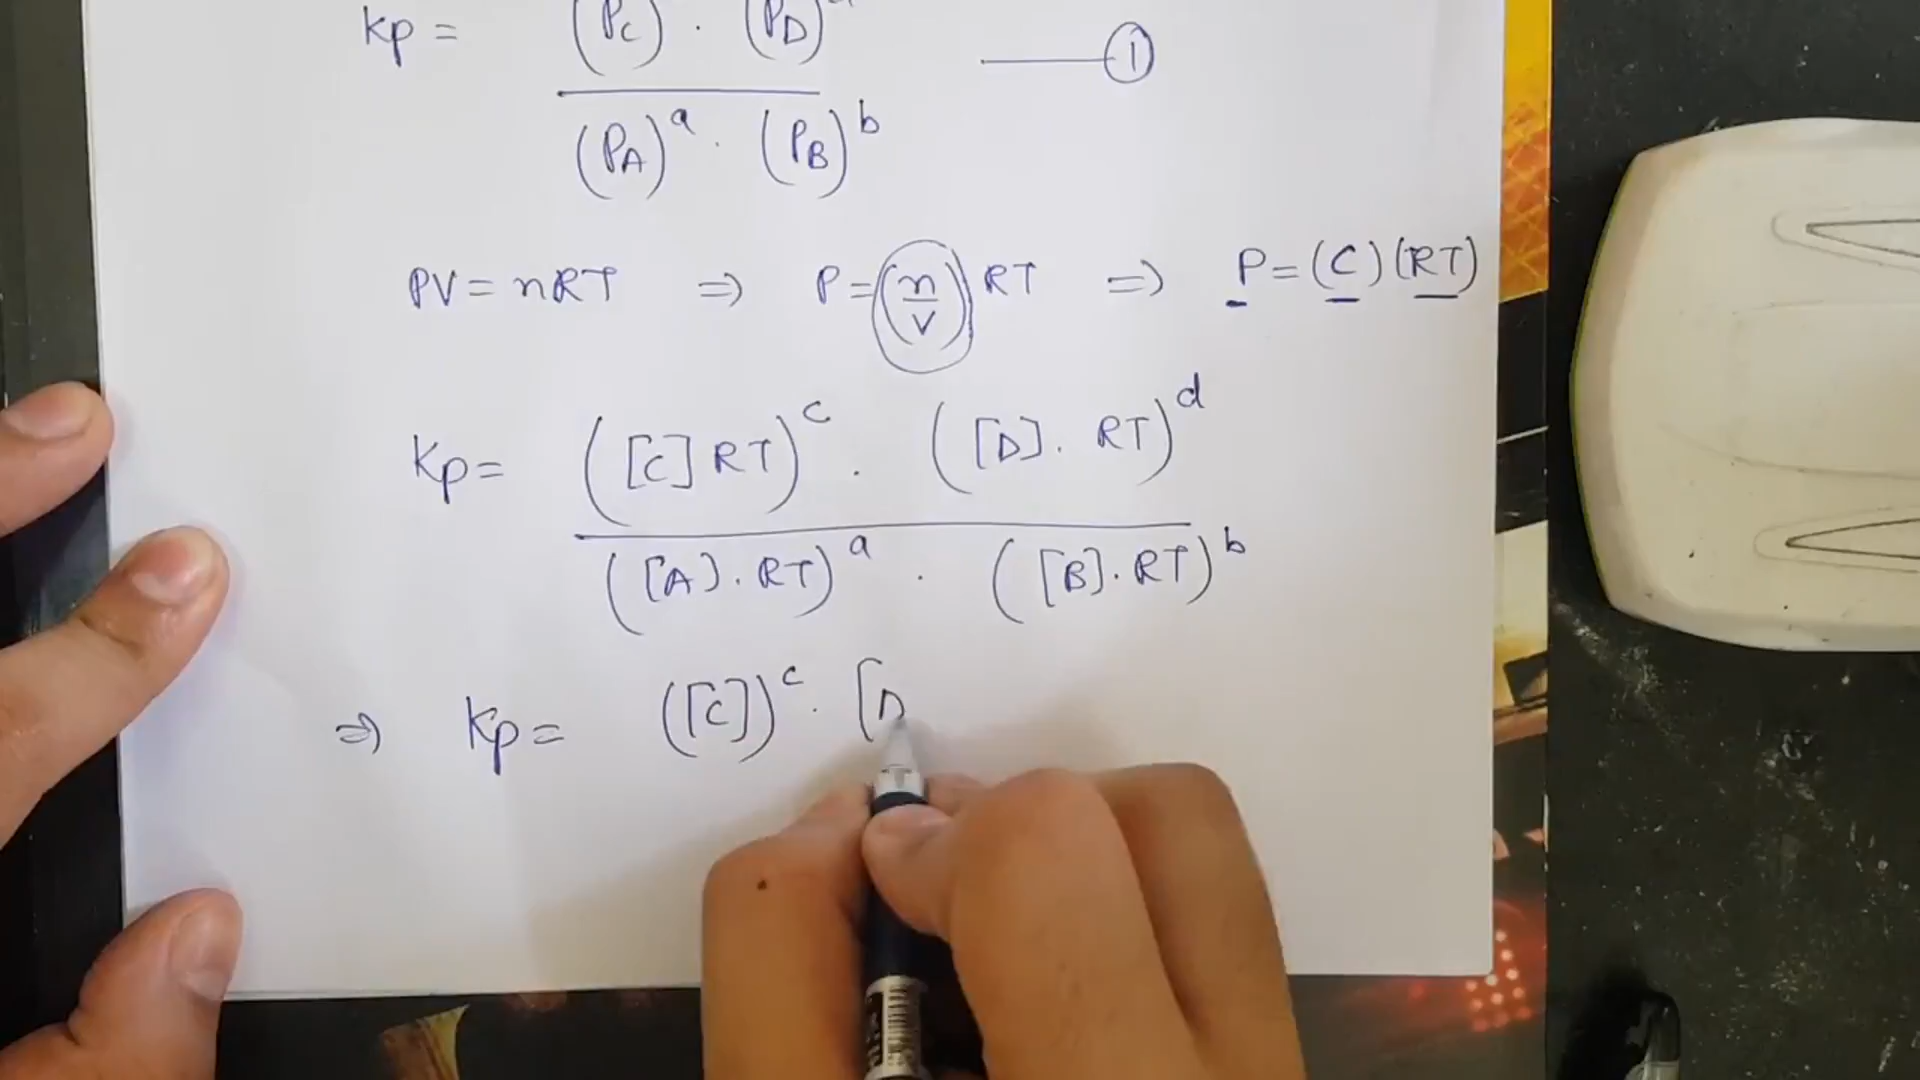 Kp = (PC) . (PD)^d ——— ①
(PA)^a . (PB)^b
PV = nRT ⇒ P = (n/V) RT ⇒ P = (C) (RT)
Kp = ([C] RT)^c . ([D] . RT)^d
([A] . RT)^a . ([B] . RT)^b
⇒ Kp = ([C])^c . [D